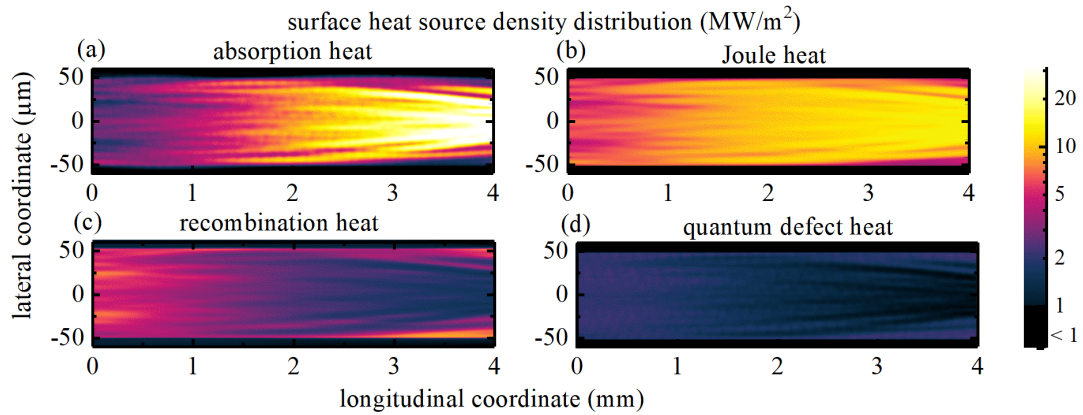 surface heat source density distribution (MW/m²)
(a) absorption heat
(b) Joule heat
50
0
-50
0 1 2 3 4
50
0
-50
0 1 2 3 4
(c) recombination heat
(d) quantum defect heat
50
0
-50
0 1 2 3 4
50
0
-50
0 1 2 3 4
lateral coordinate (µm)
longitudinal coordinate (mm)
20
10
5
2
1
< 1